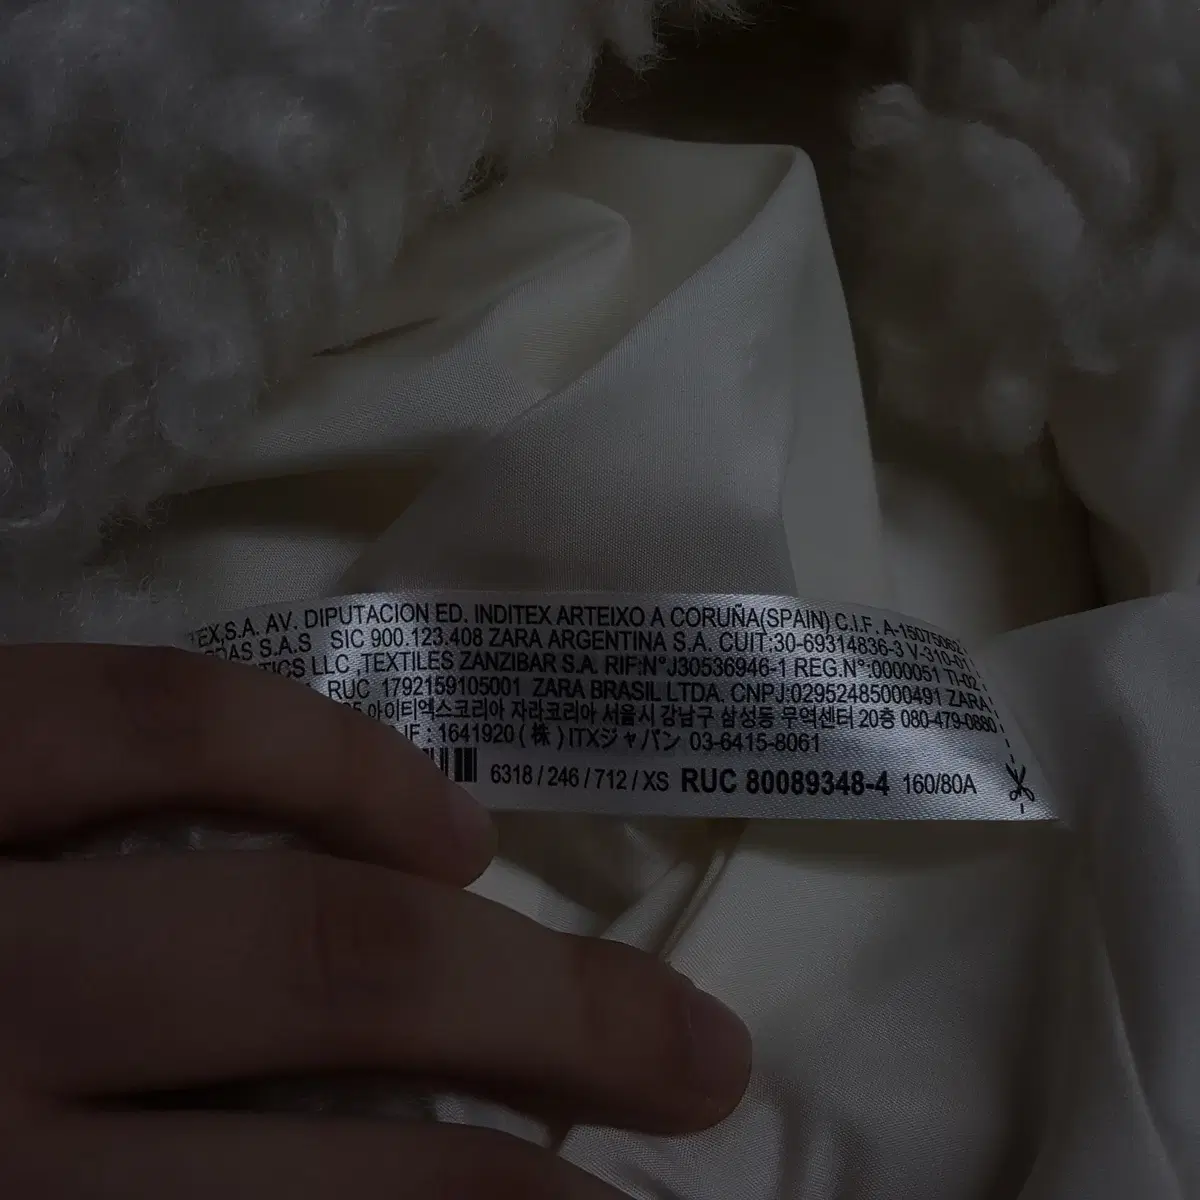 TEX,S.A. AV. DIPUTACION ED. INDITEX ARTEIXO A CORUÑA(SPAIN) C.I.F. A-15075062
S.A.S SIC 900.123.408 ZARA ARGENTINA S.A. CUIT:30-69314836-3 V-310-01
TICS LLC ,TEXTILES ZANZIBAR S.A. RIF:N°J30536946-1 REG.N°:0000051 TI-02
RUC 1792159105001 ZARA BRASIL LTDA. CNPJ:02952485000491 ZARA
아이티엑스코리아 자라코리아 서울시 강남구 삼성동 무역센터 20층 080-479-0880
IF : 1641920 ( 株 ) ITXジャパン 03-6415-8061
6318 / 246 / 712 / XS RUC 80089348-4 160/80A